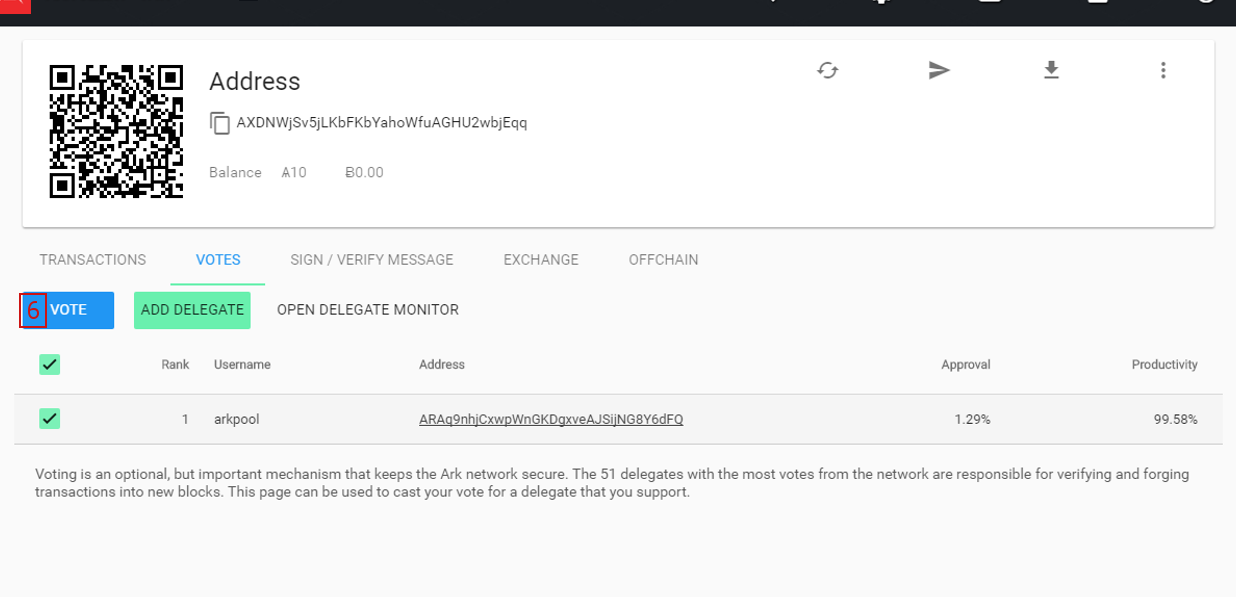 Address
AXDNWjSv5jLKbFKbYahoWfuAGHU2wbjEqq
Balance Ѧ10 Ƀ0.00
TRANSACTIONS VOTES SIGN / VERIFY MESSAGE EXCHANGE OFFCHAIN
6 VOTE ADD DELEGATE OPEN DELEGATE MONITOR
Rank Username Address Approval Productivity
1 arkpool ARAq9nhjCxwpWnGKDgxveAJSijNG8Y6dFQ 1.29% 99.58%
Voting is an optional, but important mechanism that keeps the Ark network secure. The 51 delegates with the most votes from the network are responsible for verifying and forging
transactions into new blocks. This page can be used to cast your vote for a delegate that you support.